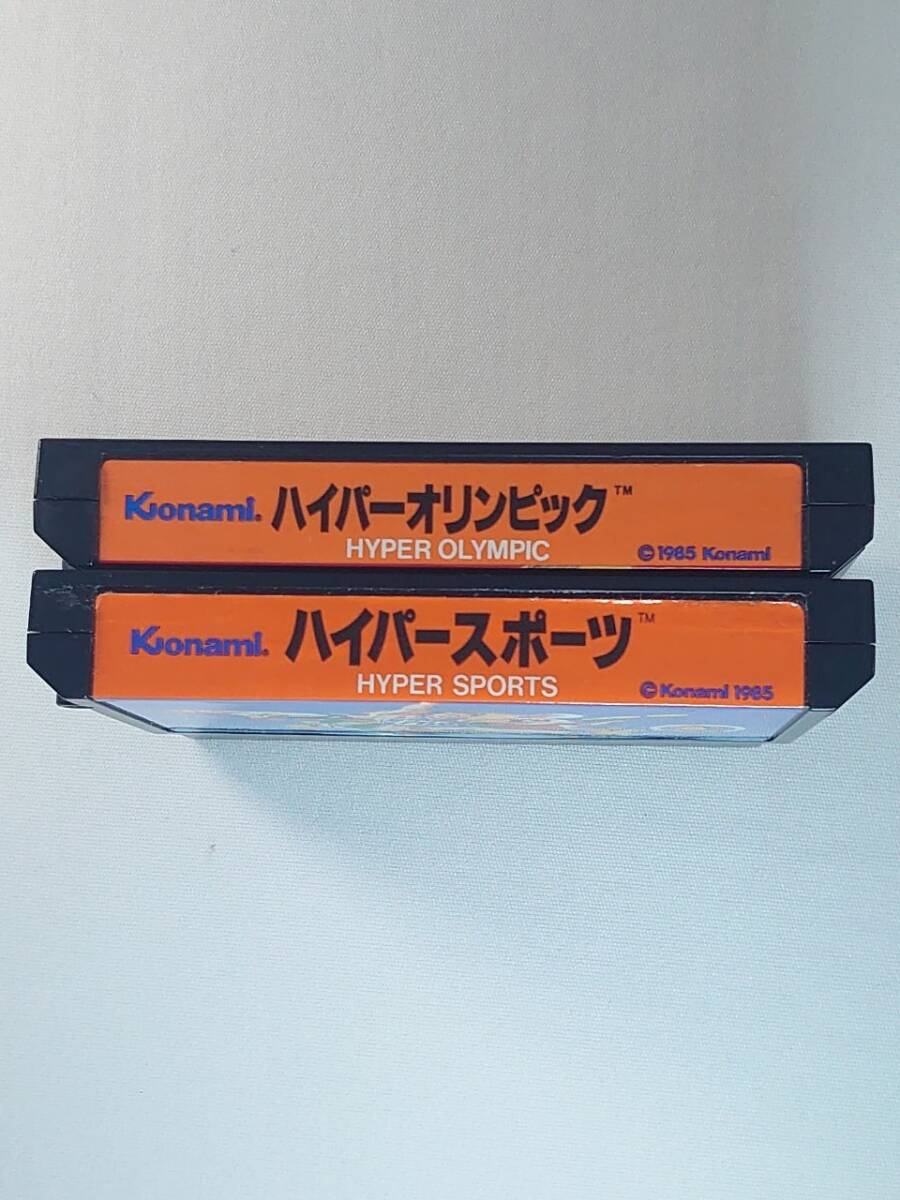 Konami. ハイパーオリンピック™
HYPER OLYMPIC
©1985 Konami
Konami. ハイパースポーツ™
HYPER SPORTS
©Konami 1985